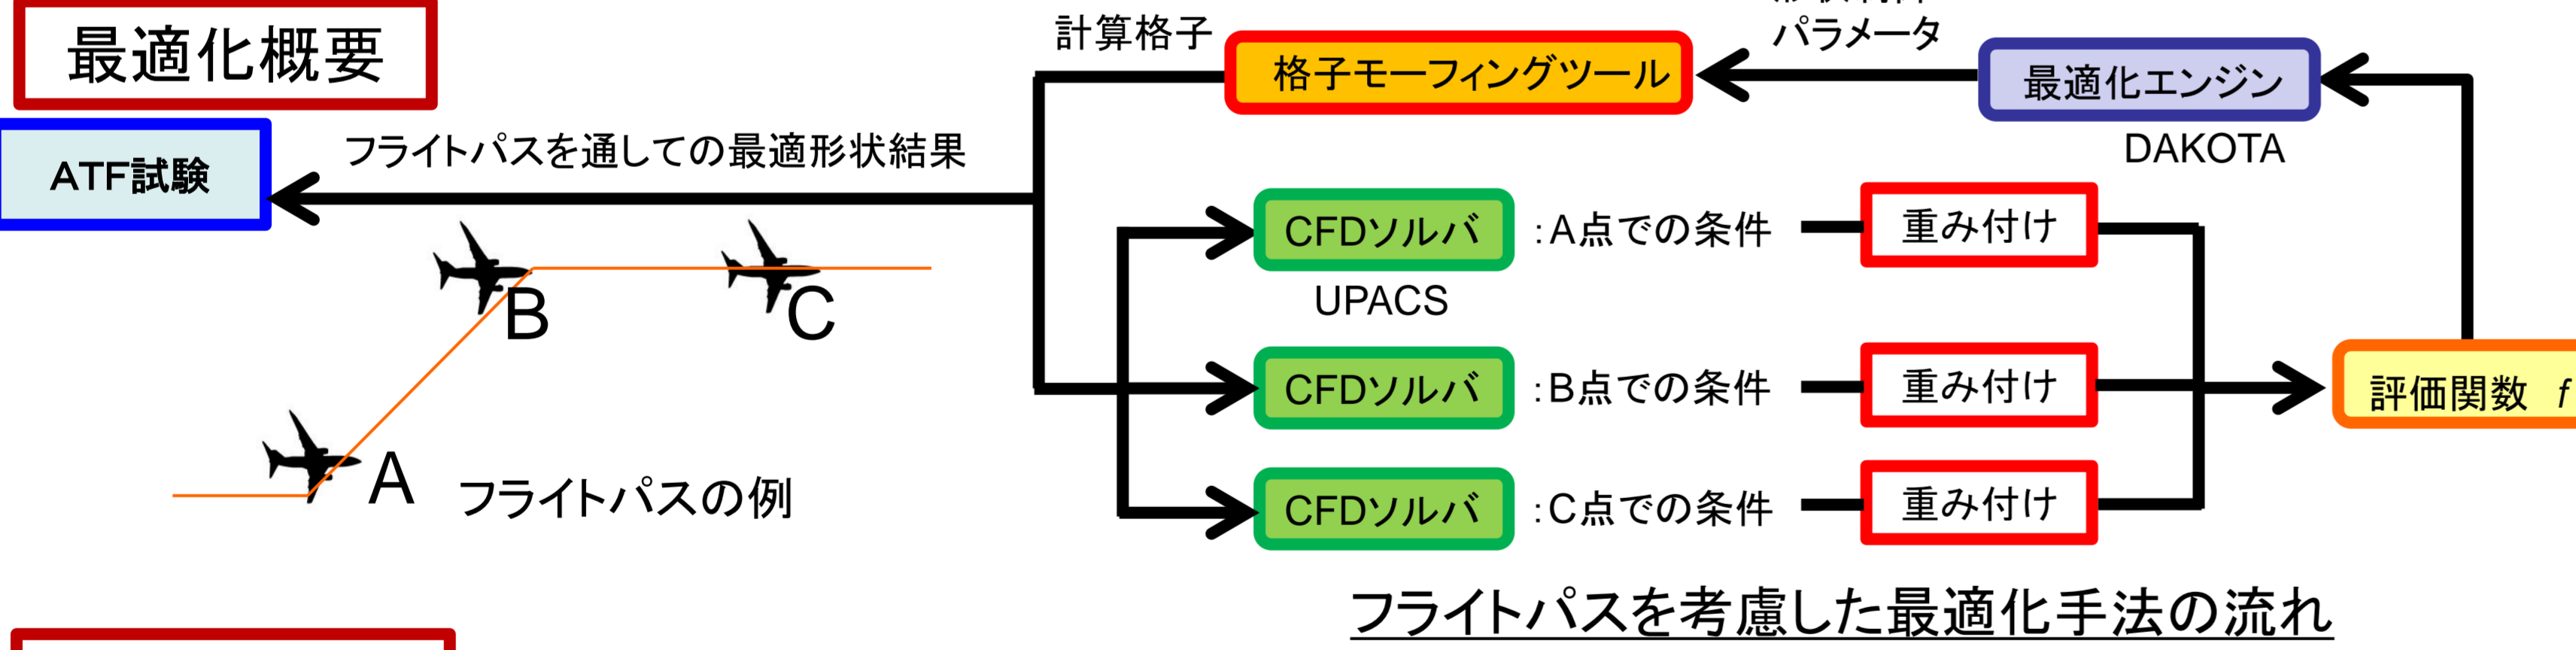 最適化概要
計算格子
格子モーフィングツール
パラメータ
最適化エンジン
DAKOTA
ATF試験
フライトパスを通しての最適形状結果
CFDソルバ
:A点での条件
重み付け
UPACS
B
C
CFDソルバ
:B点での条件
重み付け
評価関数 f
A
フライトパスの例
CFDソルバ
:C点での条件
重み付け
フライトパスを考慮した最適化手法の流れ